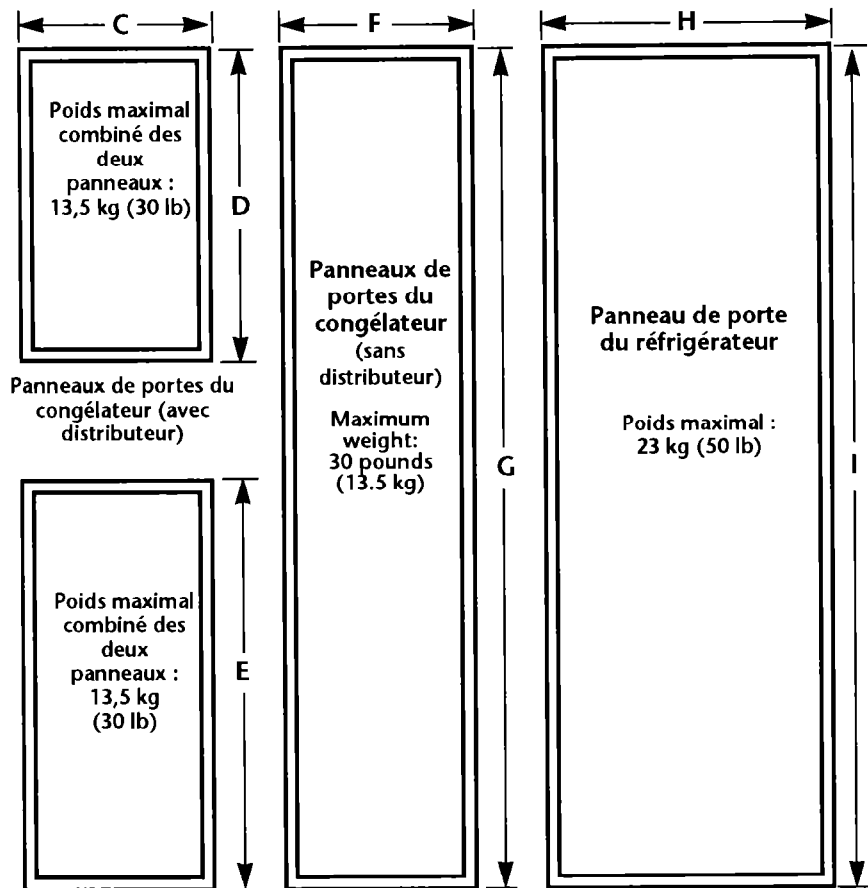 C
F
H
Poids maximal
combiné des
deux
panneaux :
13,5 kg (30 lb)
D
Panneaux de portes du
congélateur (avec
distributeur)
Poids maximal
combiné des
deux
panneaux :
13,5 kg
(30 lb)
E
Panneaux de
portes du
congélateur
(sans
distributeur)
Maximum
weight:
30 pounds
(13.5 kg)
G
Panneau de porte
du réfrigérateur
Poids maximal :
23 kg (50 lb)
I